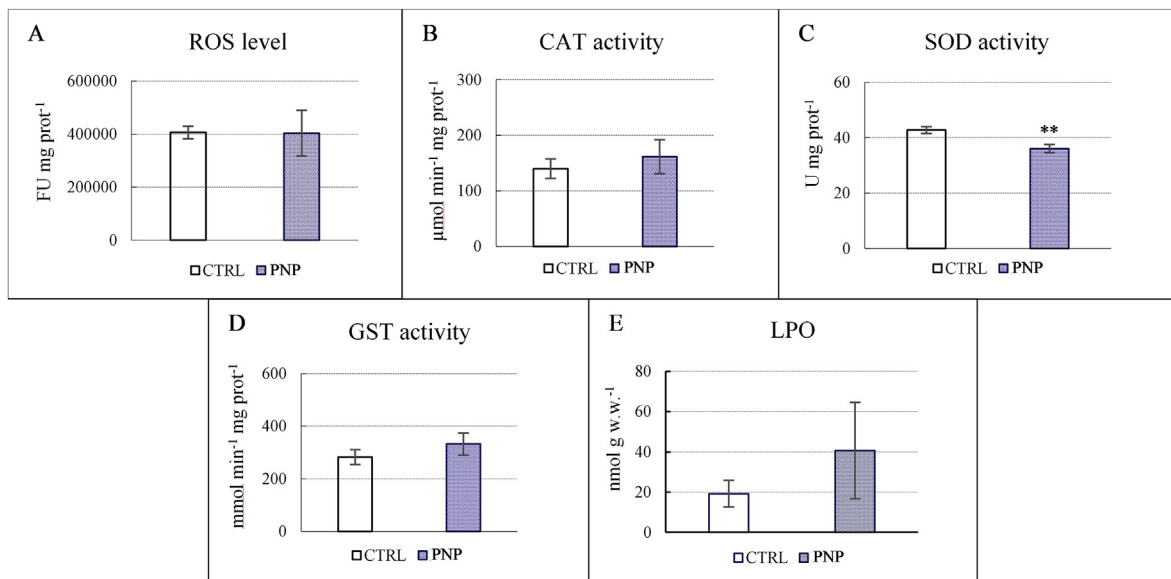 A
ROS level
FU mg prot⁻¹
600000
400000
200000
0
CTRL PNP
B
CAT activity
µmol min⁻¹ mg prot⁻¹
300
200
100
0
CTRL PNP
C
SOD activity
U mg prot⁻¹
60
40
20
0
**
CTRL PNP
D
GST activity
mmol min⁻¹ mg prot⁻¹
600
400
200
0
CTRL PNP
E
LPO
nmol g w.w.⁻¹
80
60
40
20
0
CTRL PNP